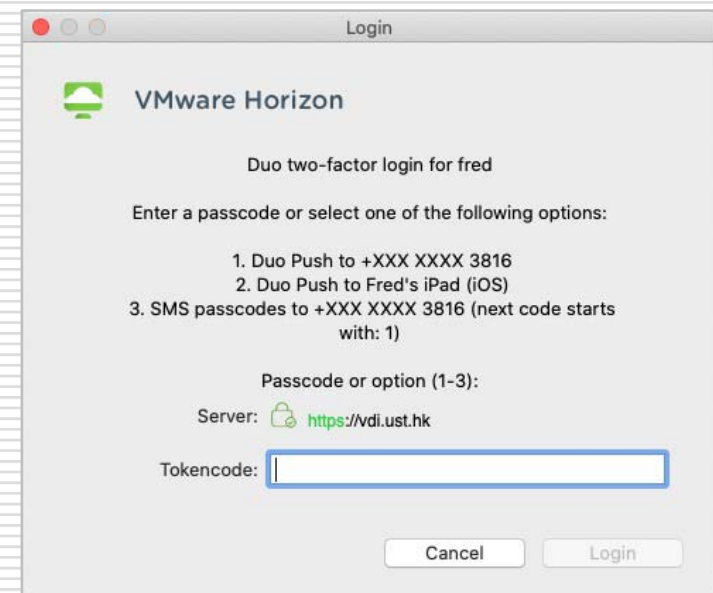 Login
VMware Horizon
Duo two-factor login for fred
Enter a passcode or select one of the following options:
1. Duo Push to +XXX XXXX 3816
2. Duo Push to Fred's iPad (iOS)
3. SMS passcodes to +XXX XXXX 3816 (next code starts
with: 1)
Passcode or option (1-3):
Server: https://vdi.ust.hk
Tokencode:
Cancel Login